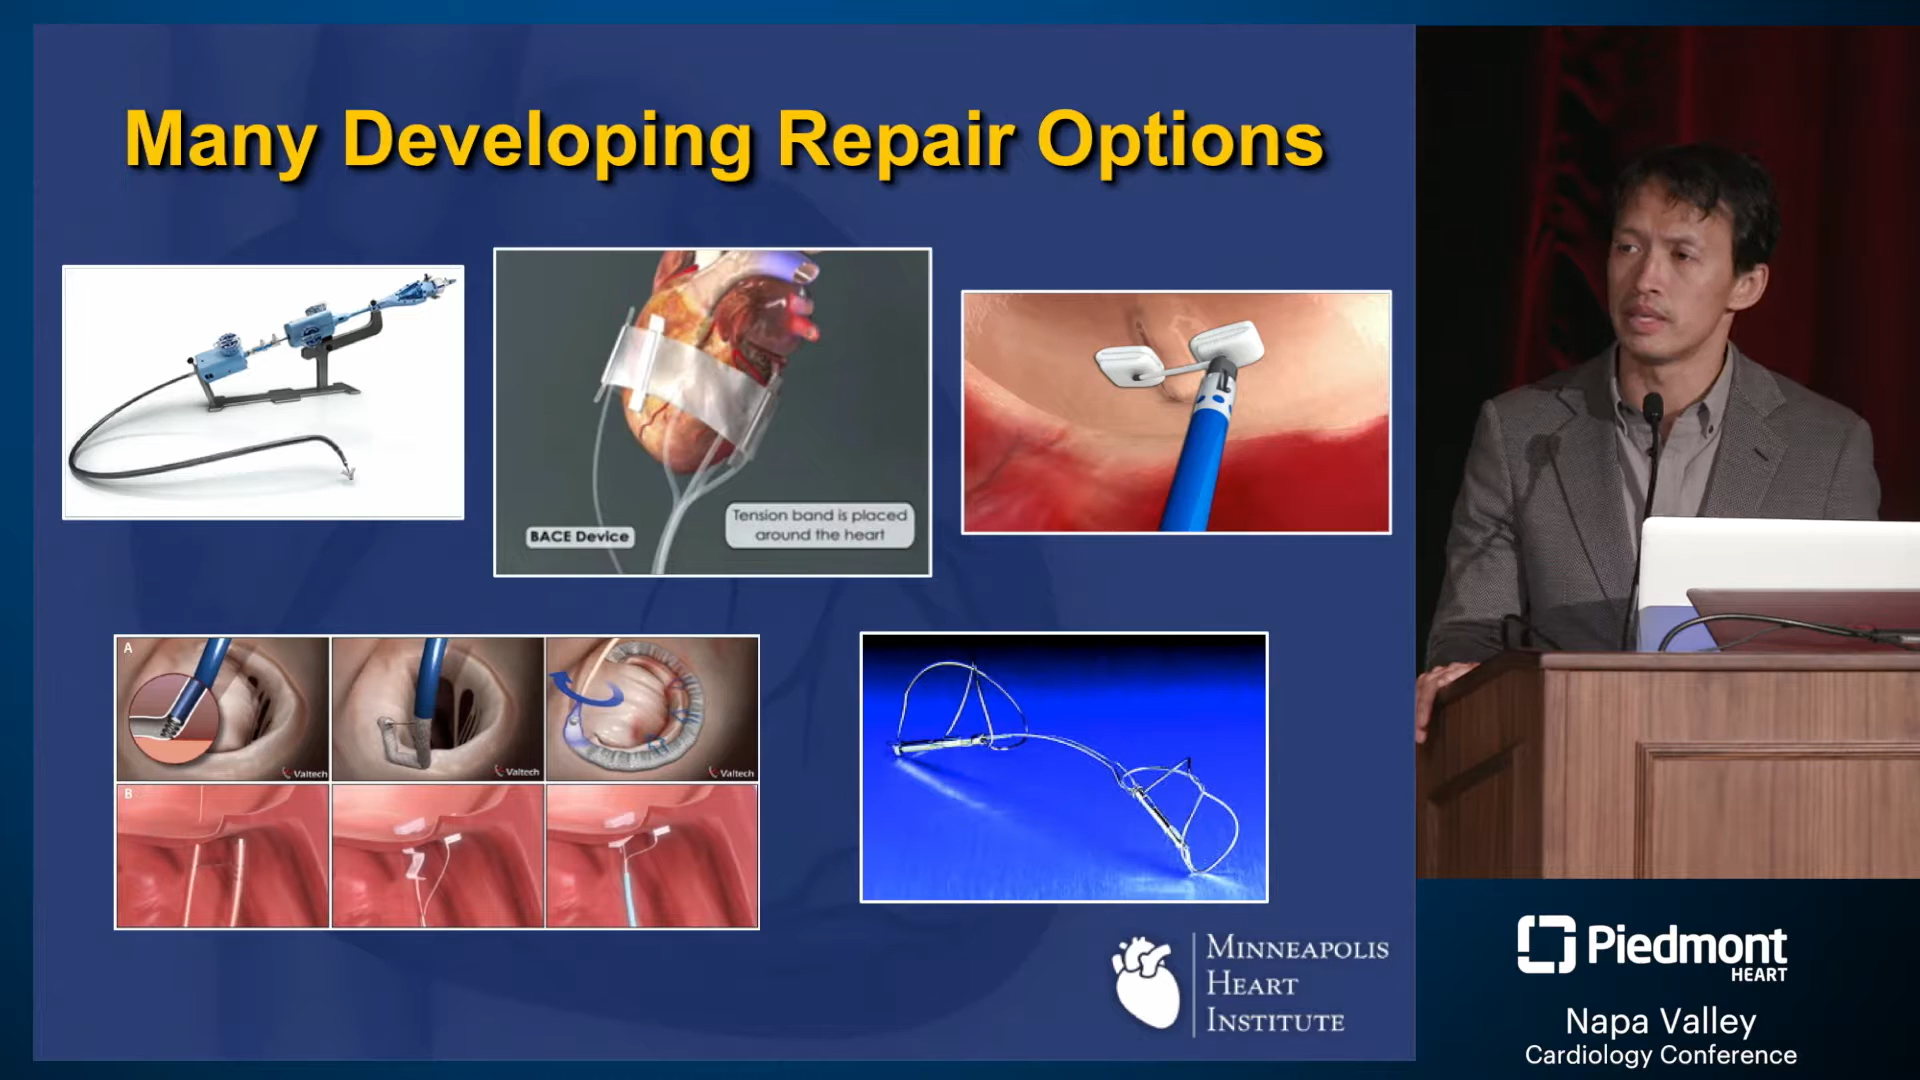 Many Developing Repair Options
BACE Device
Tension band is placed
around the heart
A
Valtech
Valtech
Valtech
B
MINNEAPOLIS
HEART
INSTITUTE
Piedmont
HEART
Napa Valley
Cardiology Conference